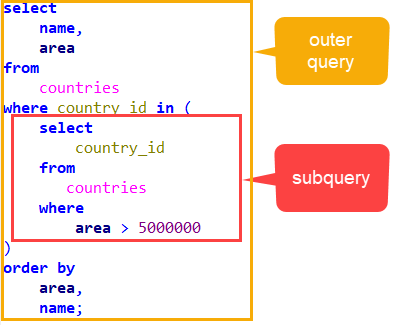 select
name,
area
from
countries
where country_id in (
select
country_id
from
countries
where
area > 5000000
)
order by
area,
name;
outer
query
subquery